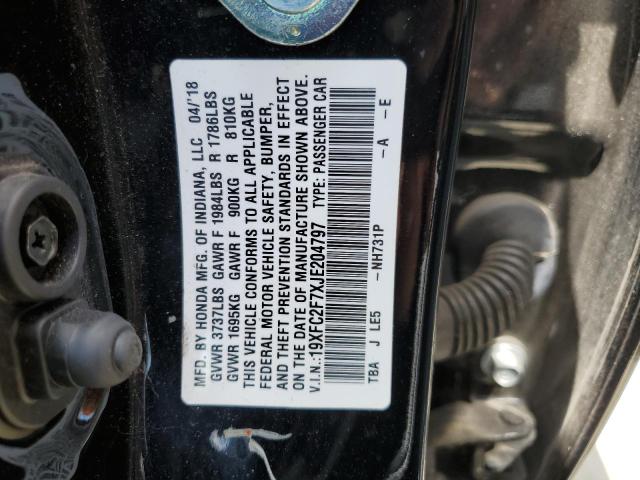 MFD. BY HONDA MFG. OF INDIANA, LLC 04/'18
GVWR 3737LBS GAWR F 1984LBS R 1786LBS
GVWR 1695KG GAWR F 900KG R 810KG
THIS VEHICLE CONFORMS TO ALL APPLICABLE
FEDERAL MOTOR VEHICLE SAFETY, BUMPER,
AND THEFT PREVENTION STANDARDS IN EFFECT
ON THE DATE OF MANUFACTURE SHOWN ABOVE.
V.I.N.:19XFC2F7XJE204797 TYPE: PASSENGER CAR
TBA J LE5 -NH731P -A -E